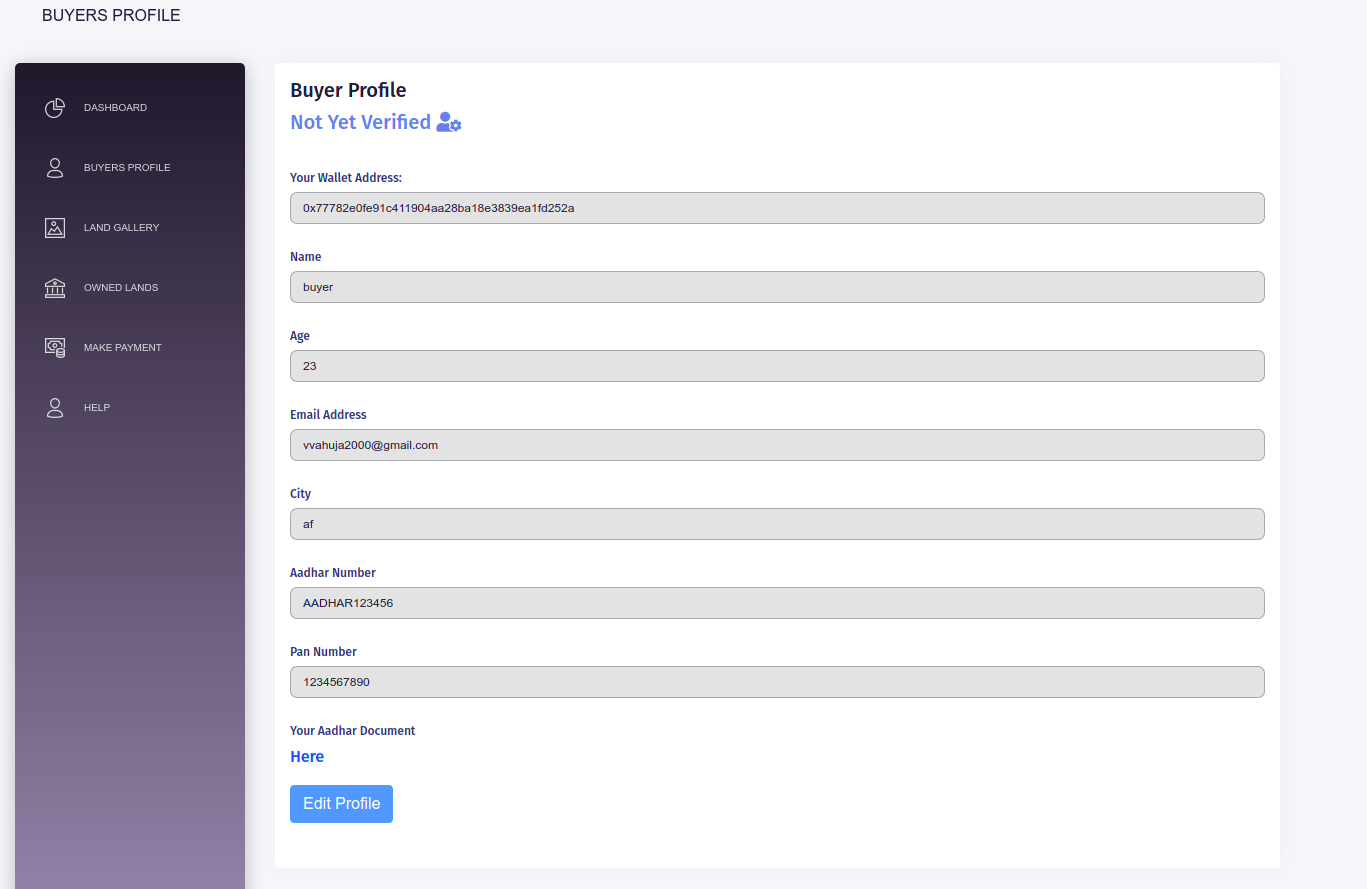 BUYERS PROFILE
DASHBOARD
BUYERS PROFILE
LAND GALLERY
OWNED LANDS
MAKE PAYMENT
HELP
Buyer Profile
Not Yet Verified
Your Wallet Address:
0x77782e0fe91c411904aa28ba18e3839ea1fd252a
Name
buyer
Age
23
Email Address
vvahuja2000@gmail.com
City
af
Aadhar Number
AADHAR123456
Pan Number
1234567890
Your Aadhar Document
Here
Edit Profile